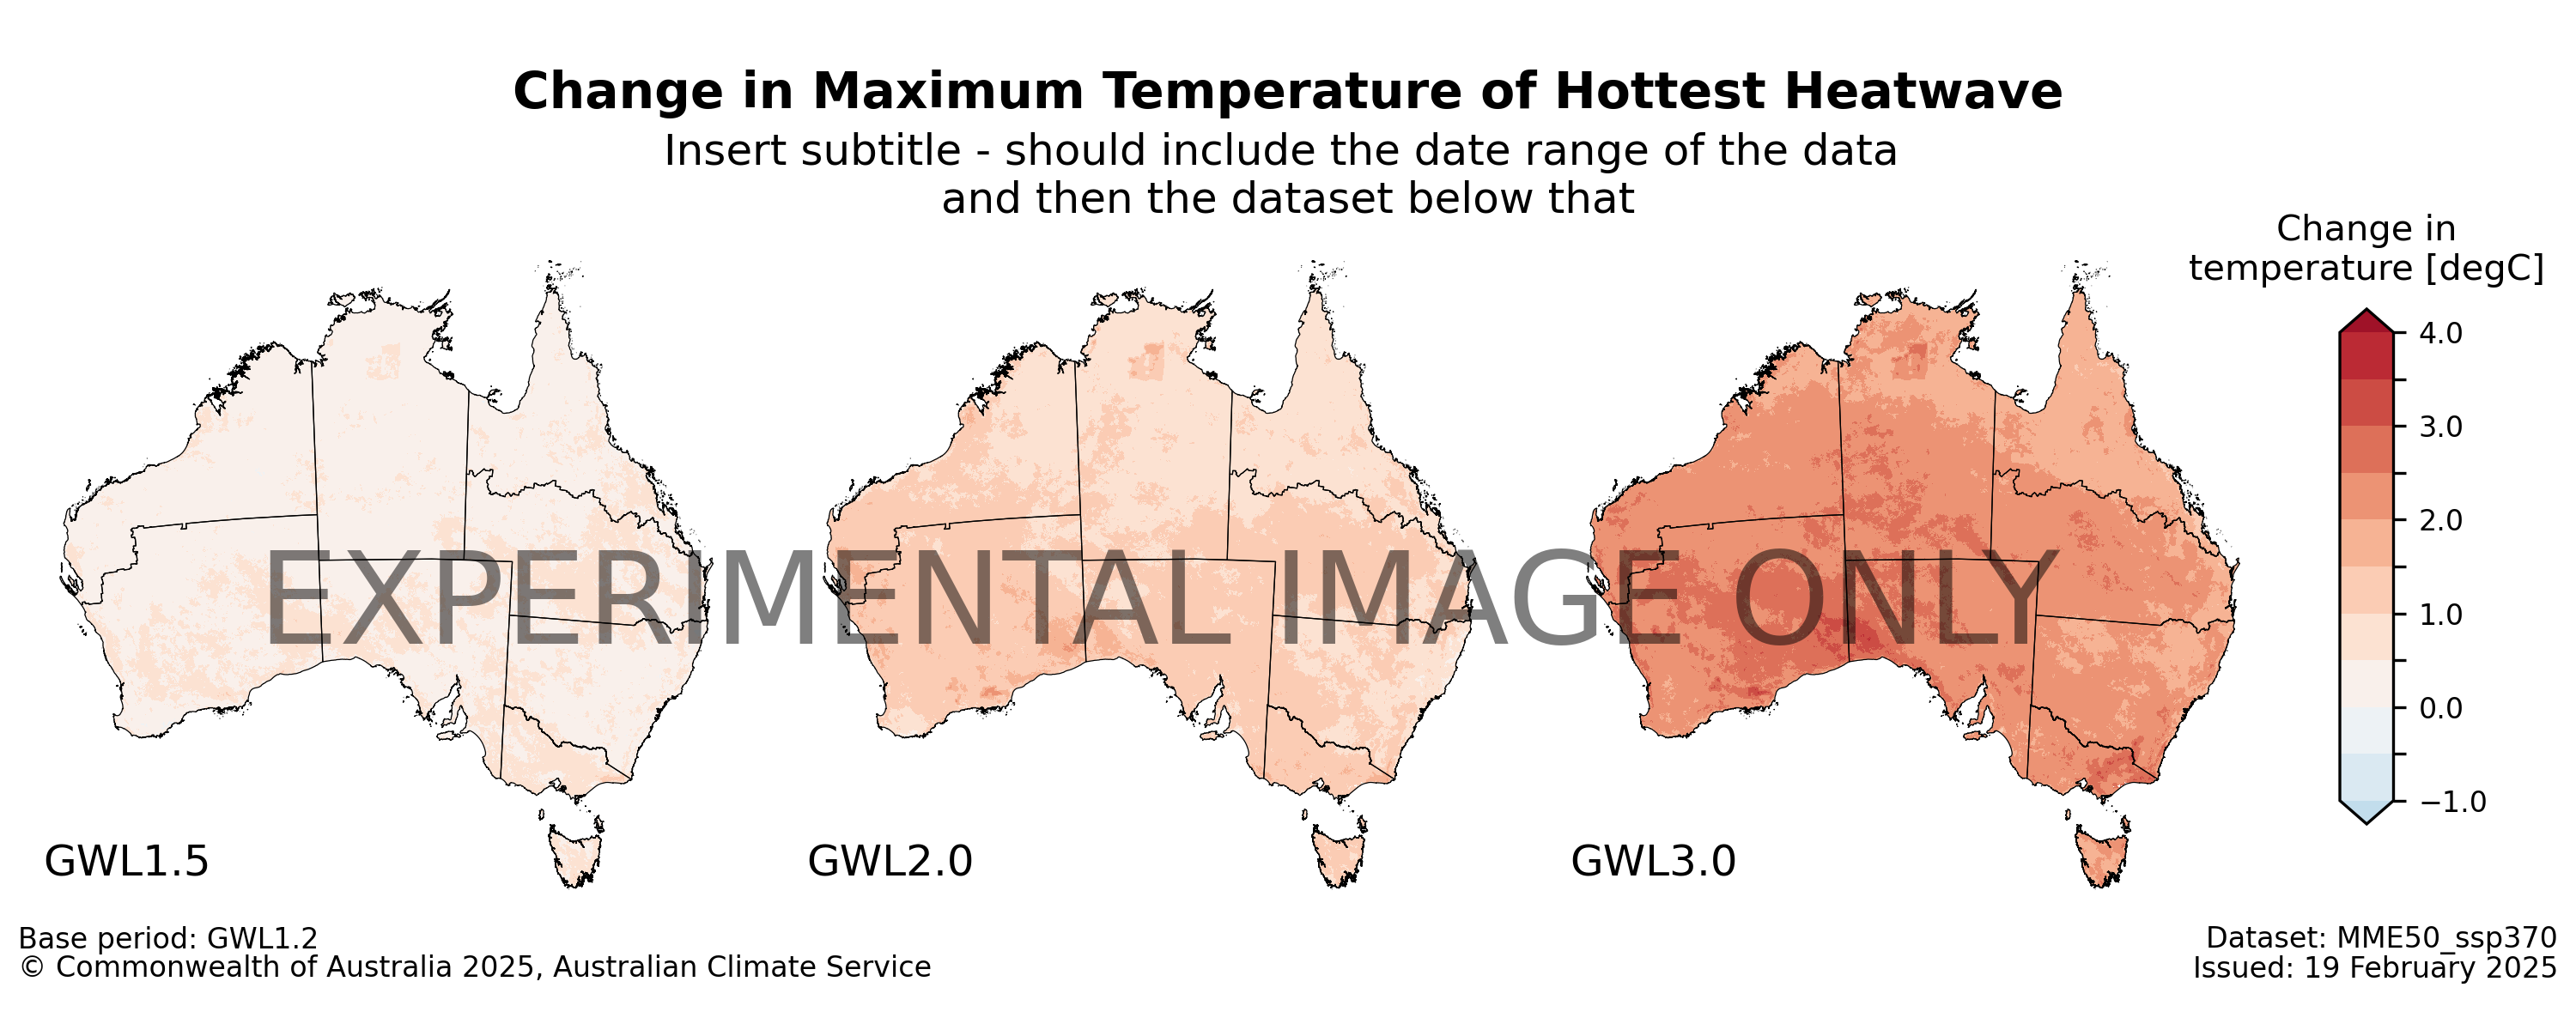 Change in Maximum Temperature of Hottest Heatwave
Insert subtitle - should include the date range of the data
and then the dataset below that
Change in
temperature [degC]
4.0
3.0
2.0
1.0
0.0
−1.0
EXPERIMENTAL IMAGE ONLY
GWL1.5
GWL2.0
GWL3.0
Base period: GWL1.2
© Commonwealth of Australia 2025, Australian Climate Service
Dataset: MME50_ssp370
Issued: 19 February 2025